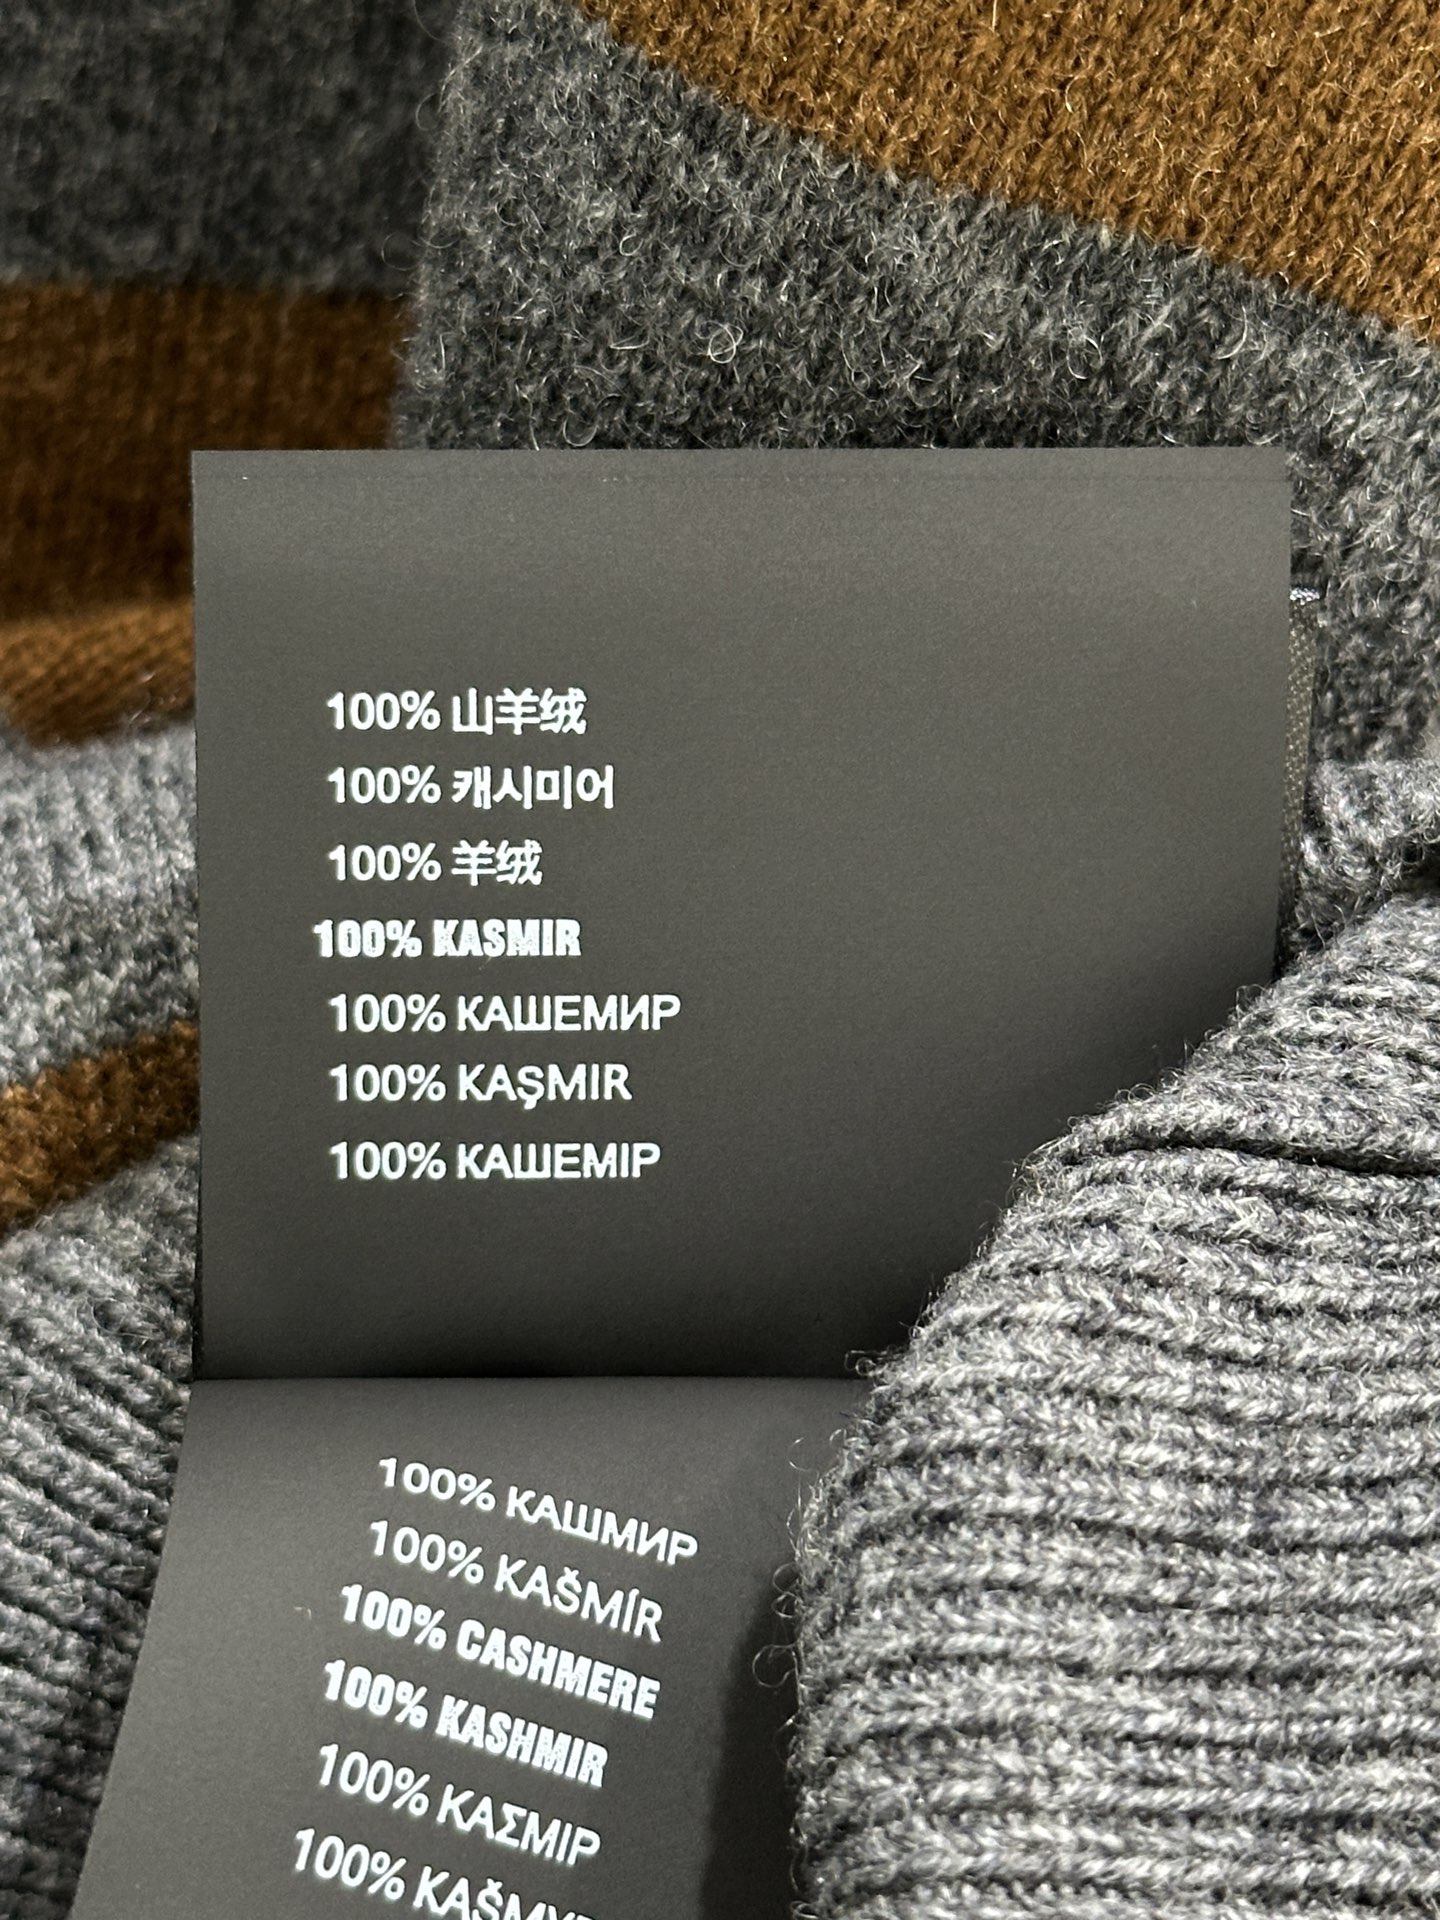 100% 山羊绒
100% 캐시미어
100% 羊绒
100% KASMIR
100% КАШЕМИР
100% KAŞMIR
100% КАШЕМІР
100% КАШМИР
100% KAŠMÍR
100% CASHMERE
100% KASHMIR
100% ΚΑΣΜΙΡ
100%